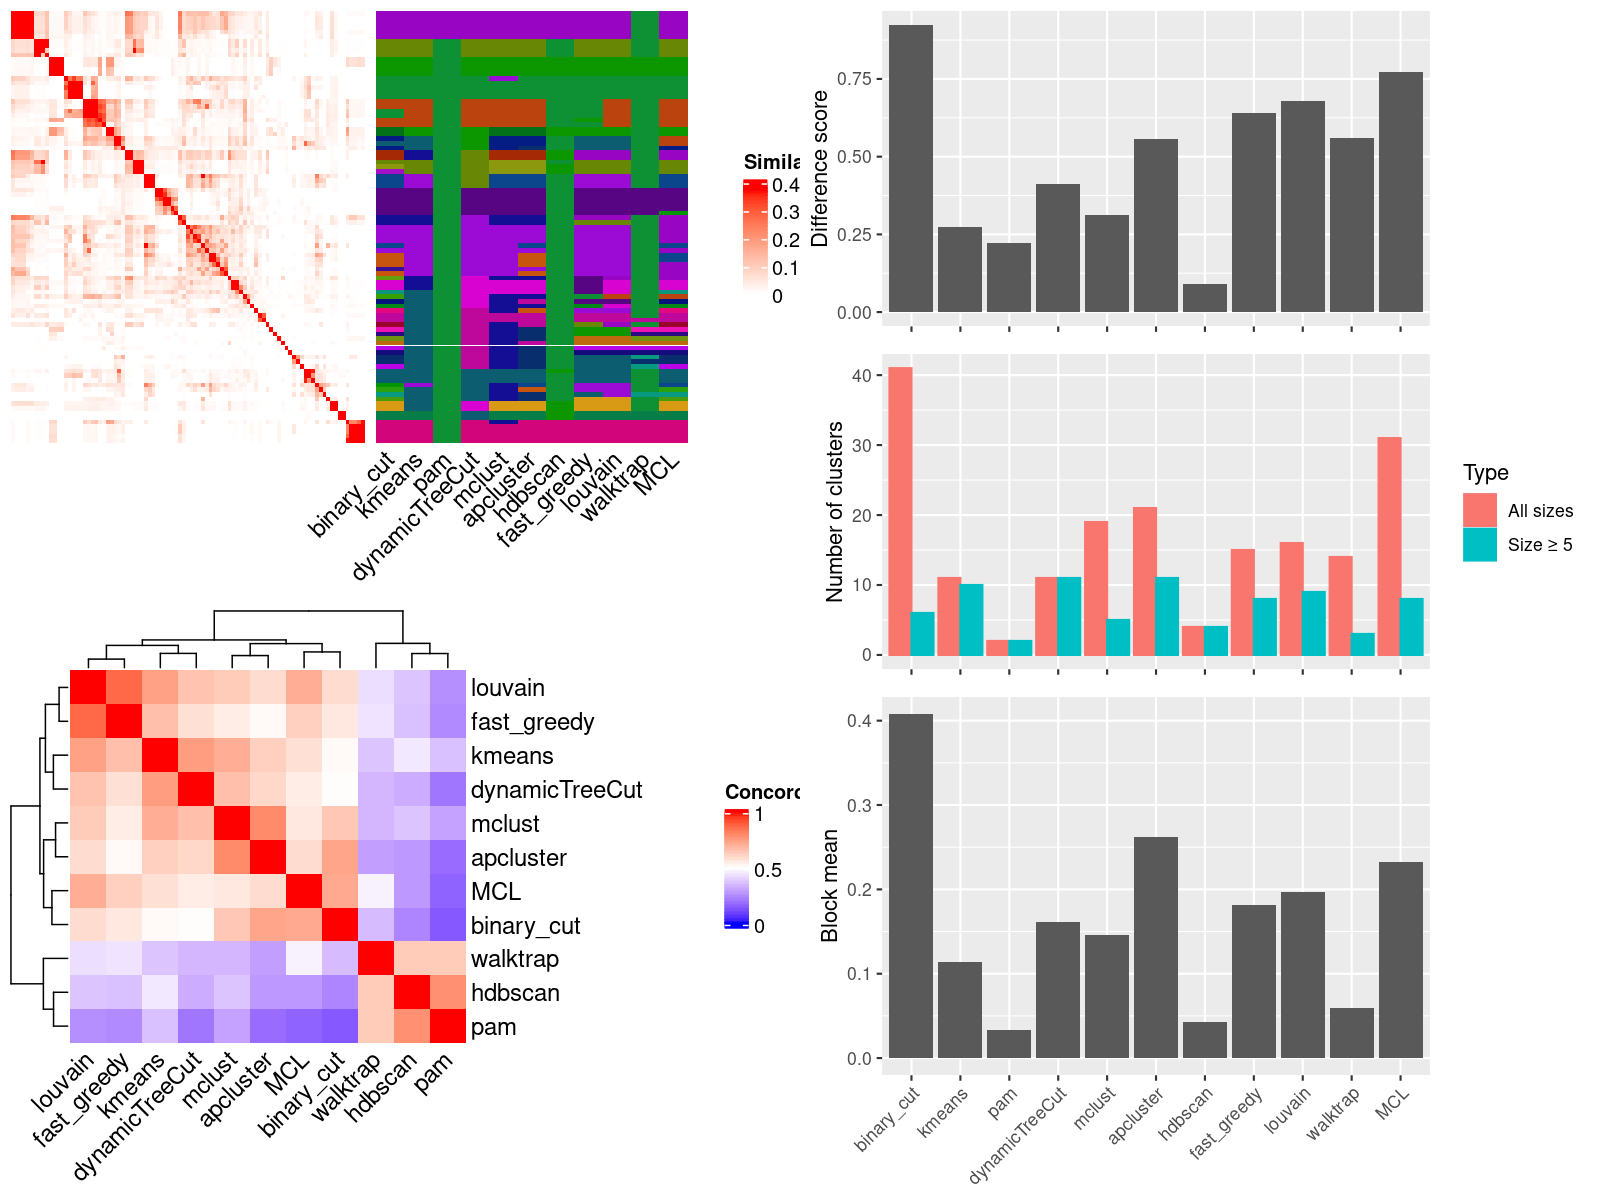 Simila
0.4
0.3
0.2
0.1
0
binary_cut
kmeans
pam
dynamicTreeCut
mclust
apcluster
hdbscan
fast_greedy
louvain
walktrap
MCL
louvain
fast_greedy
kmeans
dynamicTreeCut
mclust
apcluster
MCL
binary_cut
walktrap
hdbscan
pam
Concord
1
0.5
0
louvain
fast_greedy
kmeans
dynamicTreeCut
mclust
apcluster
MCL
binary_cut
walktrap
hdbscan
pam
Difference score
0.75
0.50
0.25
0.00
Number of clusters
40
30
20
10
0
Type
All sizes
Size ≥ 5
Block mean
0.4
0.3
0.2
0.1
0.0
binary_cut
kmeans
pam
dynamicTreeCut
mclust
apcluster
hdbscan
fast_greedy
louvain
walktrap
MCL